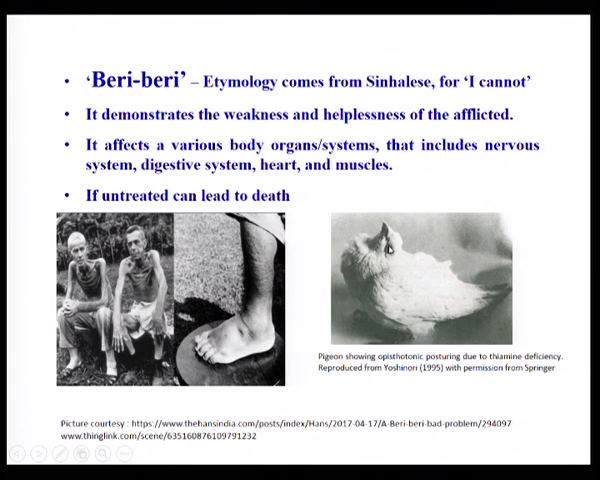 • ‘Beri-beri’ – Etymology comes from Sinhalese, for ‘I cannot’
• It demonstrates the weakness and helplessness of the afflicted.
• It affects a various body organs/systems, that includes nervous
system, digestive system, heart, and muscles.
• If untreated can lead to death
Pigeon showing opisthotonic posturing due to thiamine deficiency.
Reproduced from Yoshinori (1995) with permission from Springer
Picture courtesy : https://www.thehansindia.com/posts/index/Hans/2017-04-17/A-Beri-beri-bad-problem/294097
www.thinglink.com/scene/635160876109791232